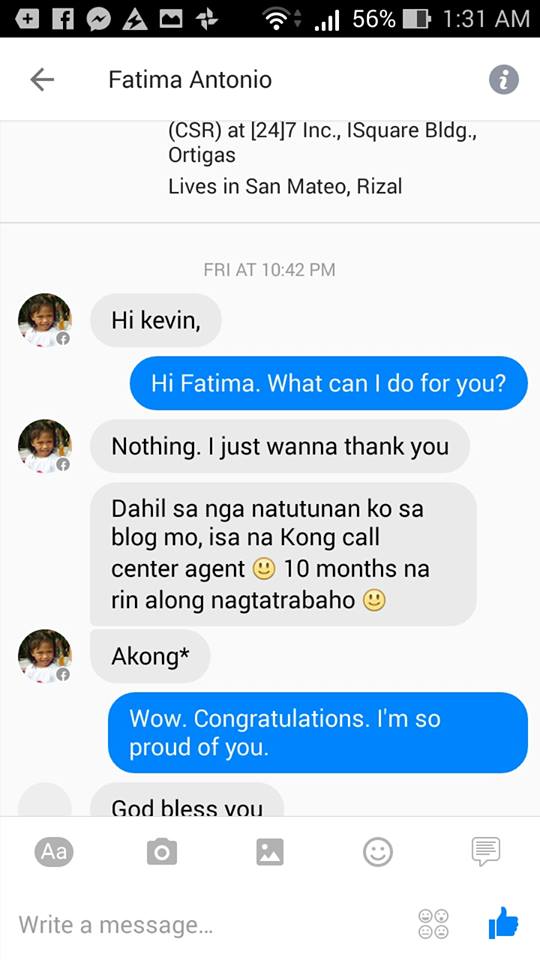 56% 1:31 AM
Fatima Antonio
(CSR) at [24]7 Inc., ISquare Bldg.,
Ortigas
Lives in San Mateo, Rizal
FRI AT 10:42 PM
Hi kevin,
Hi Fatima. What can I do for you?
Nothing. I just wanna thank you
Dahil sa nga natutunan ko sa
blog mo, isa na Kong call
center agent 🙂 10 months na
rin along nagtatrabaho 🙂
Akong*
Wow. Congratulations. I'm so
proud of you.
God bless you
Aa
Write a message...